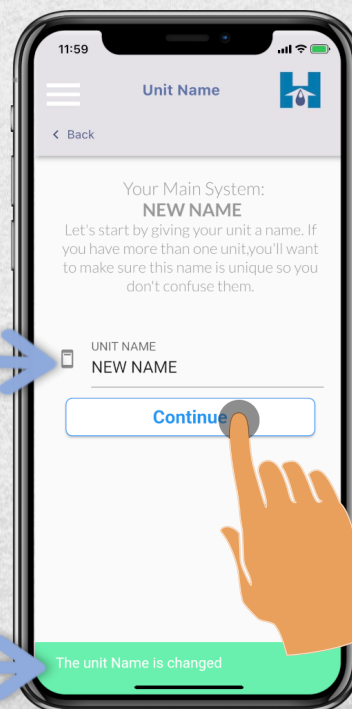 11:59
Unit Name
Back
Your Main System:
NEW NAME
Let's start by giving your unit a name. If
you have more than one unit,you'll want
to make sure this name is unique so you
don't confuse them.
UNIT NAME
NEW NAME
Continue
The unit Name is changed